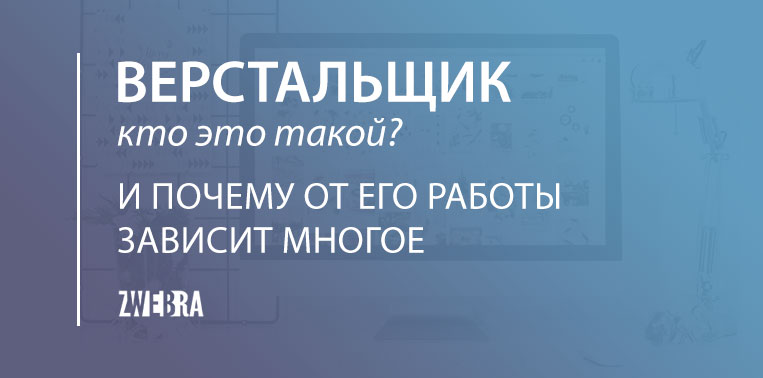 ВЕРСТАЛЬЩИК
кто это такой?
И ПОЧЕМУ ОТ ЕГО РАБОТЫ
ЗАВИСИТ МНОГОЕ
ZWEBRA